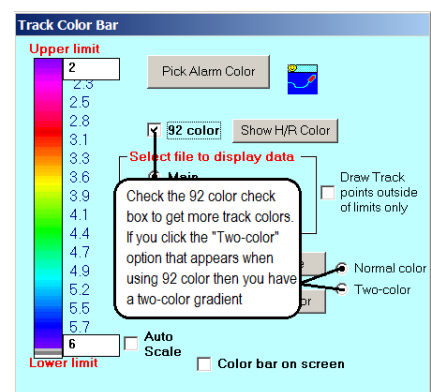 Track Color Bar
Upper limit
2
Pick Alarm Color
2.3
2.5
2.8
92 color
Show H/R Color
3.1
3.3
Select file to display data
3.6
Main
3.9
Draw Track
points outside
of limits only
4.1
4.4
4.7
4.9
5.2
5.5
5.7
Check the 92 color check
box to get more track colors.
If you click the "Two-color"
option that appears when
using 92 color then you have
a two-color gradient
Normal color
Two-color
6
Auto
Scale
Lower limit
Color bar on screen